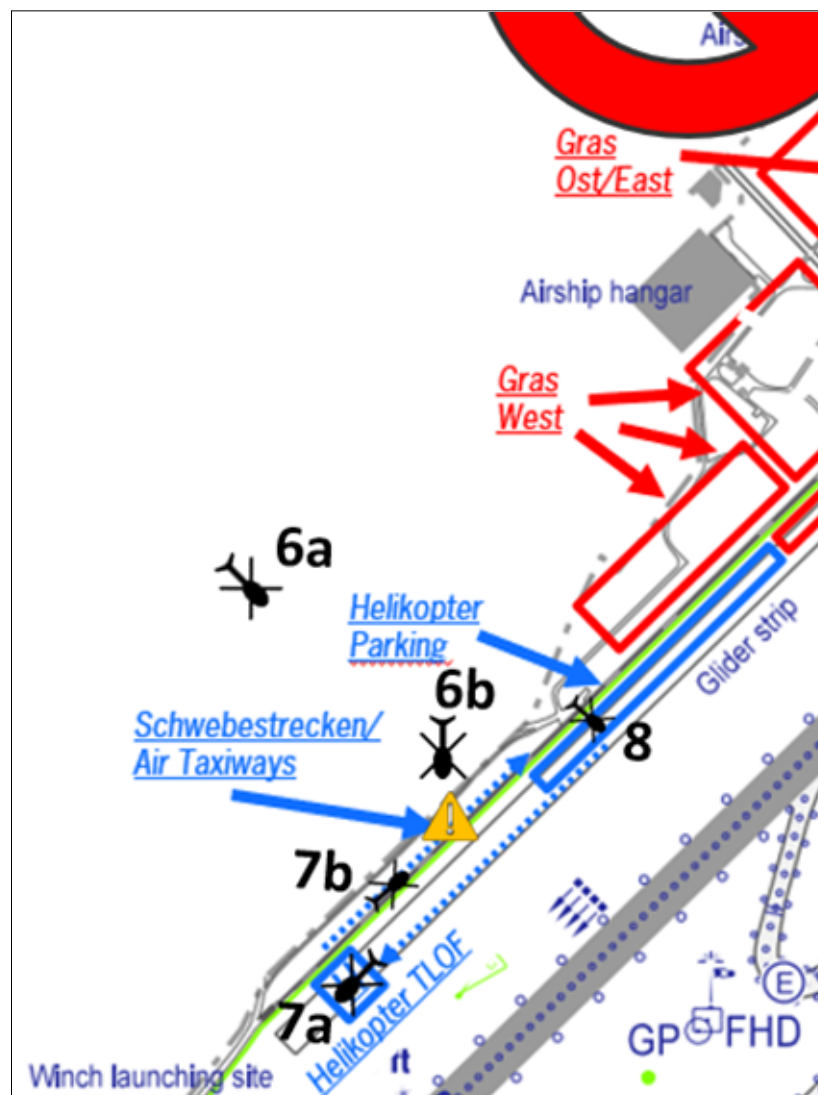 Airs
Gras
Ost/East
Airship hangar
Gras
West
6a
Helikopter
Parking
Glider strip
6b
8
Schwebestrecken/
Air Taxiways
7b
Helikopter TLOF
7a
E
GP
FHD
rt
Winch launching site